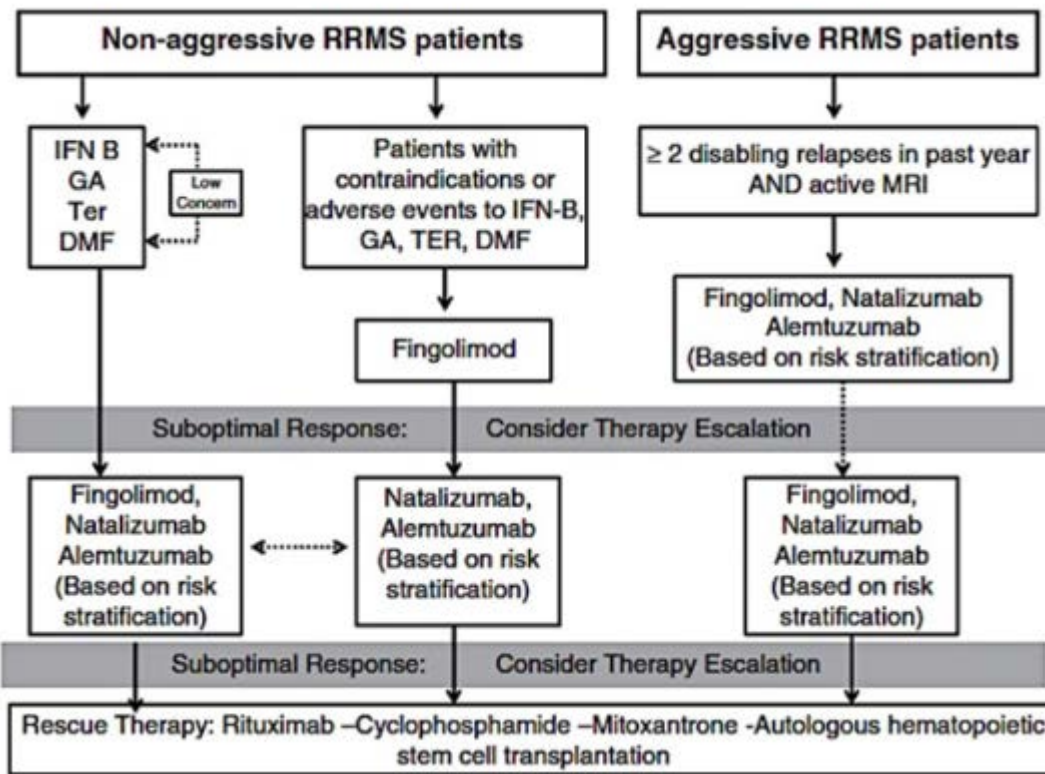 Non-aggressive RRMS patients
Aggressive RRMS patients
IFN B
GA
Ter
DMF
Low
Concern
Patients with
contraindications or
adverse events to IFN-B,
GA, TER, DMF
≥ 2 disabling relapses in past year
AND active MRI
Fingolimod
Fingolimod, Natalizumab
Alemtuzumab
(Based on risk stratification)
Suboptimal Response: Consider Therapy Escalation
Fingolimod,
Natalizumab
Alemtuzumab
(Based on risk
stratification)
Natalizumab,
Alemtuzumab
(Based on risk
stratification)
Fingolimod,
Natalizumab
Alemtuzumab
(Based on risk
stratification)
Suboptimal Response: Consider Therapy Escalation
Rescue Therapy: Rituximab –Cyclophosphamide –Mitoxantrone -Autologous hematopoietic
stem cell transplantation